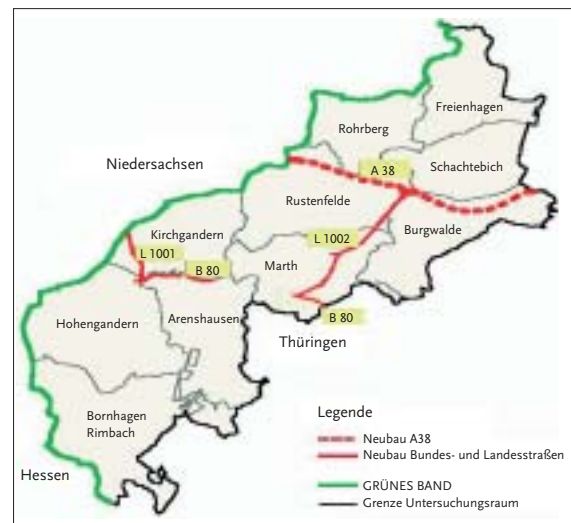 Freienhagen
Rohrberg
Niedersachsen
A 38
Schachtebich
Rustenfelde
Kirchgandern
L 1001
L 1002
Burgwalde
B 80
Marth
Hohengandern
Arenshausen
B 80
Thüringen
Bornhagen
Rimbach
Hessen
Legende
Neubau A38
Neubau Bundes- und Landesstraßen
GRÜNES BAND
Grenze Untersuchungsraum